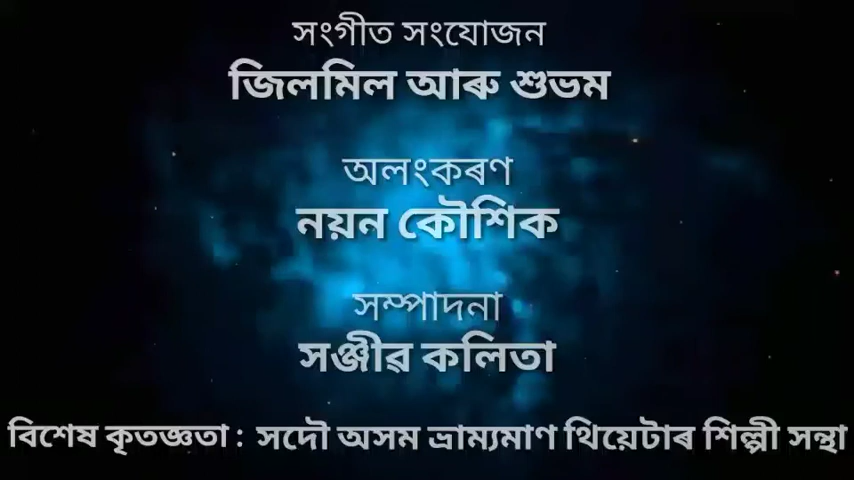 সংগীত সংযোজন
জিলমিল আৰু শুভম
অলংকৰণ
নয়ন কৌশিক
সম্পাদনা
সঞ্জীৱ কলিতা
বিশেষ কৃতজ্ঞতা : সদৌ অসম ভ্ৰাম্যমাণ থিয়েটাৰ শিল্পী সন্থা